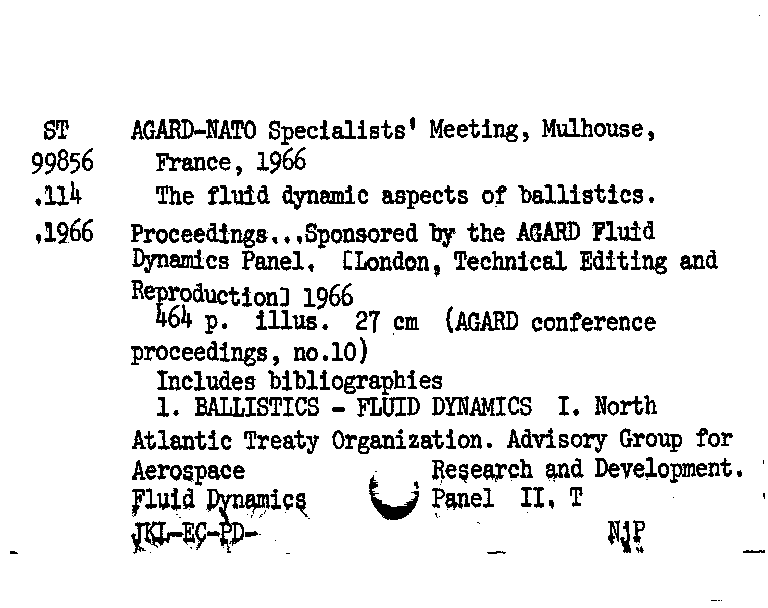 ST AGARD-NATO Specialists' Meeting, Mulhouse,
99856 France, 1966
.114 The fluid dynamic aspects of ballistics.
,1966 Proceedings...Sponsored by the AGARD Fluid
Dynamics Panel. [London, Technical Editing and
Reproduction] 1966
464 p. illus. 27 cm (AGARD conference
proceedings, no.10)
Includes bibliographies
1. BALLISTICS - FLUID DYNAMICS I. North
Atlantic Treaty Organization. Advisory Group for
Aerospace Research and Development.
Fluid Dynamics Panel II. T
JKL-EC-PD- NjP